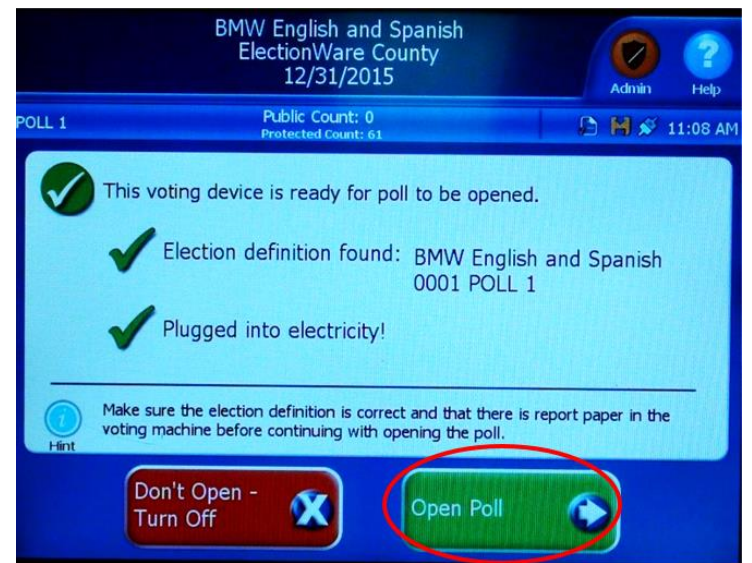 BMW English and Spanish
ElectionWare County
12/31/2015
Admin
Help
POLL 1
Public Count: 0
Protected Count: 61
11:08 AM
This voting device is ready for poll to be opened.
Election definition found: BMW English and Spanish
0001 POLL 1
Plugged into electricity!
Hint
Make sure the election definition is correct and that there is report paper in the
voting machine before continuing with opening the poll.
Don't Open -
Turn Off
X
Open Poll